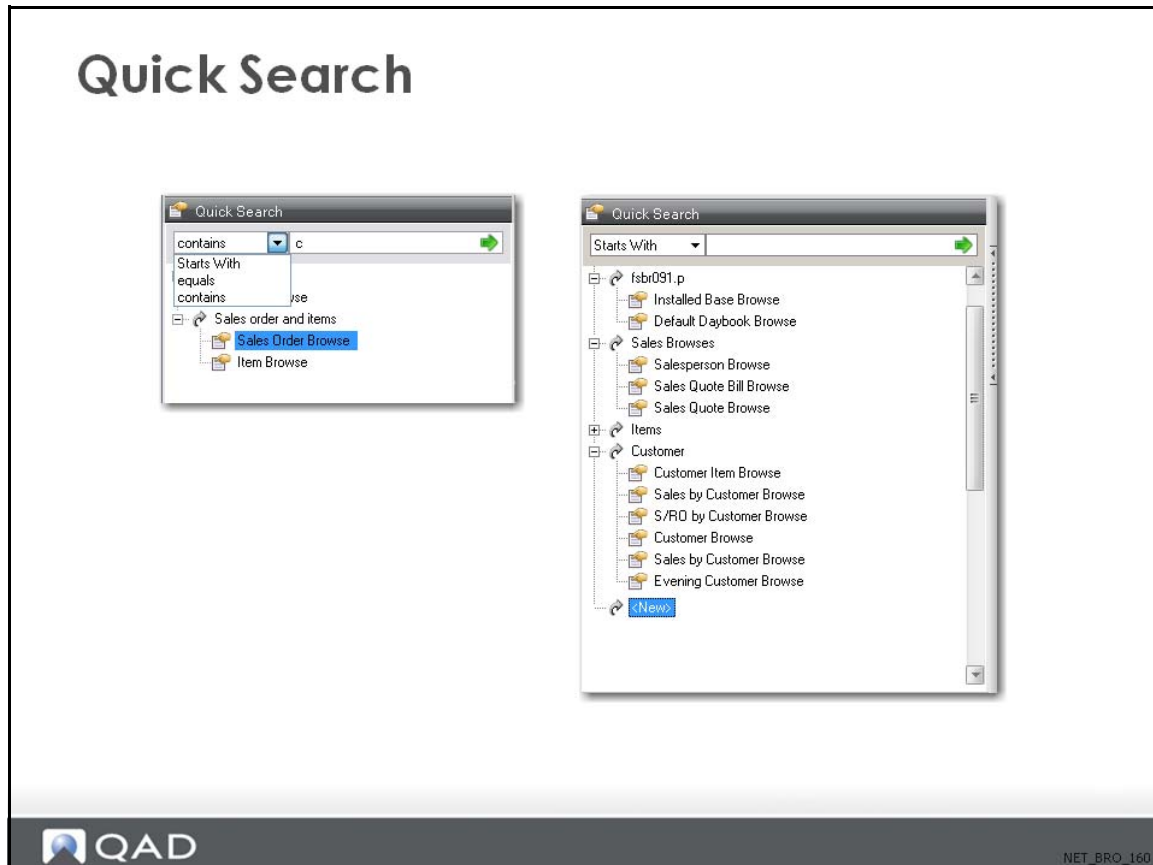 Quick Search
Quick Search
contains
c
Starts With
equals
contains
Sales order and items
Sales Order Browse
Item Browse
Quick Search
Starts With
fsbr091.p
Installed Base Browse
Default Daybook Browse
Sales Browses
Salesperson Browse
Sales Quote Bill Browse
Sales Quote Browse
Items
Customer
Customer Item Browse
Sales by Customer Browse
S/RO by Customer Browse
Customer Browse
Sales by Customer Browse
Evening Customer Browse
<New>
QAD
NET_BRO_160